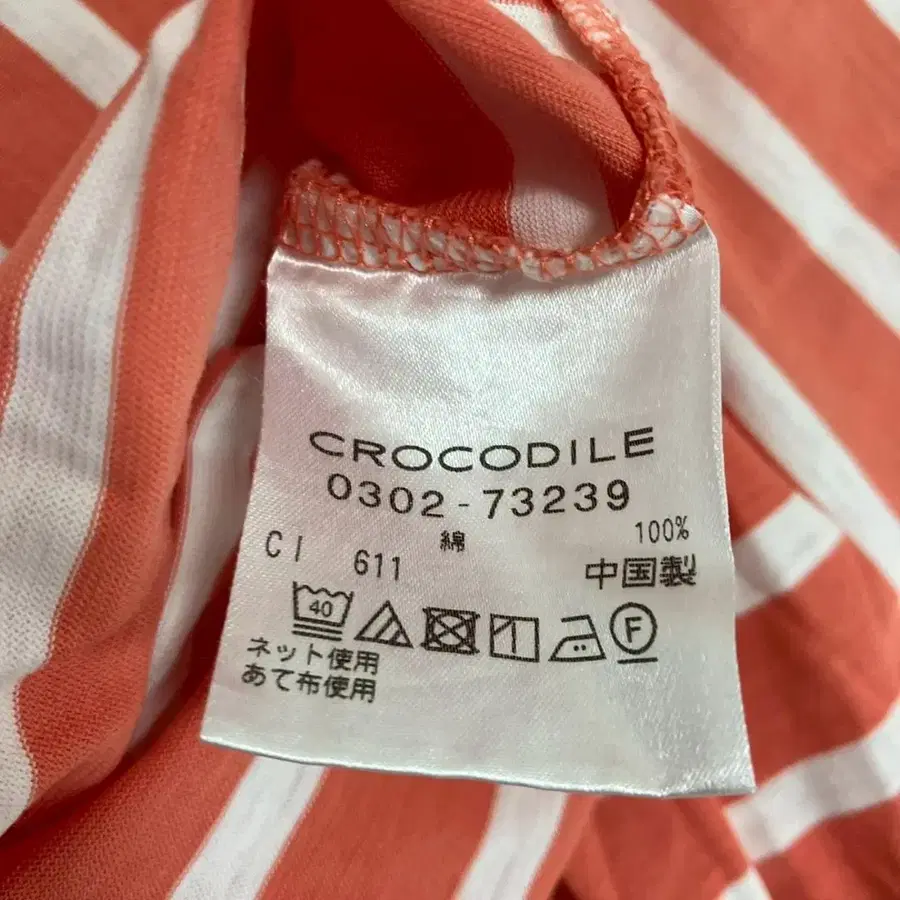 CROCODILE
0302-73239
綿 100%
CI 611 中国製
40 F
ネット使用
あて布使用